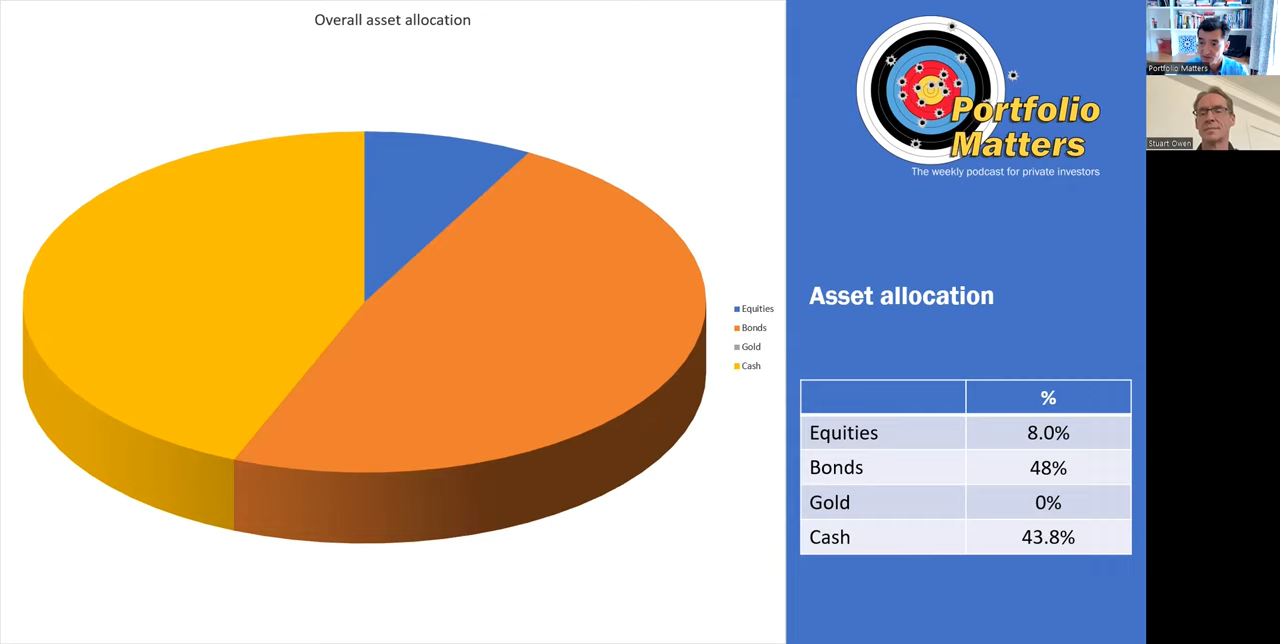 Overall asset allocation
Equities
Bonds
Gold
Cash
Portfolio
Matters
The weekly podcast for private investors
Asset allocation
%
Equities 8.0%
Bonds 48%
Gold 0%
Cash 43.8%
Portfolio Matters
Stuart Owen